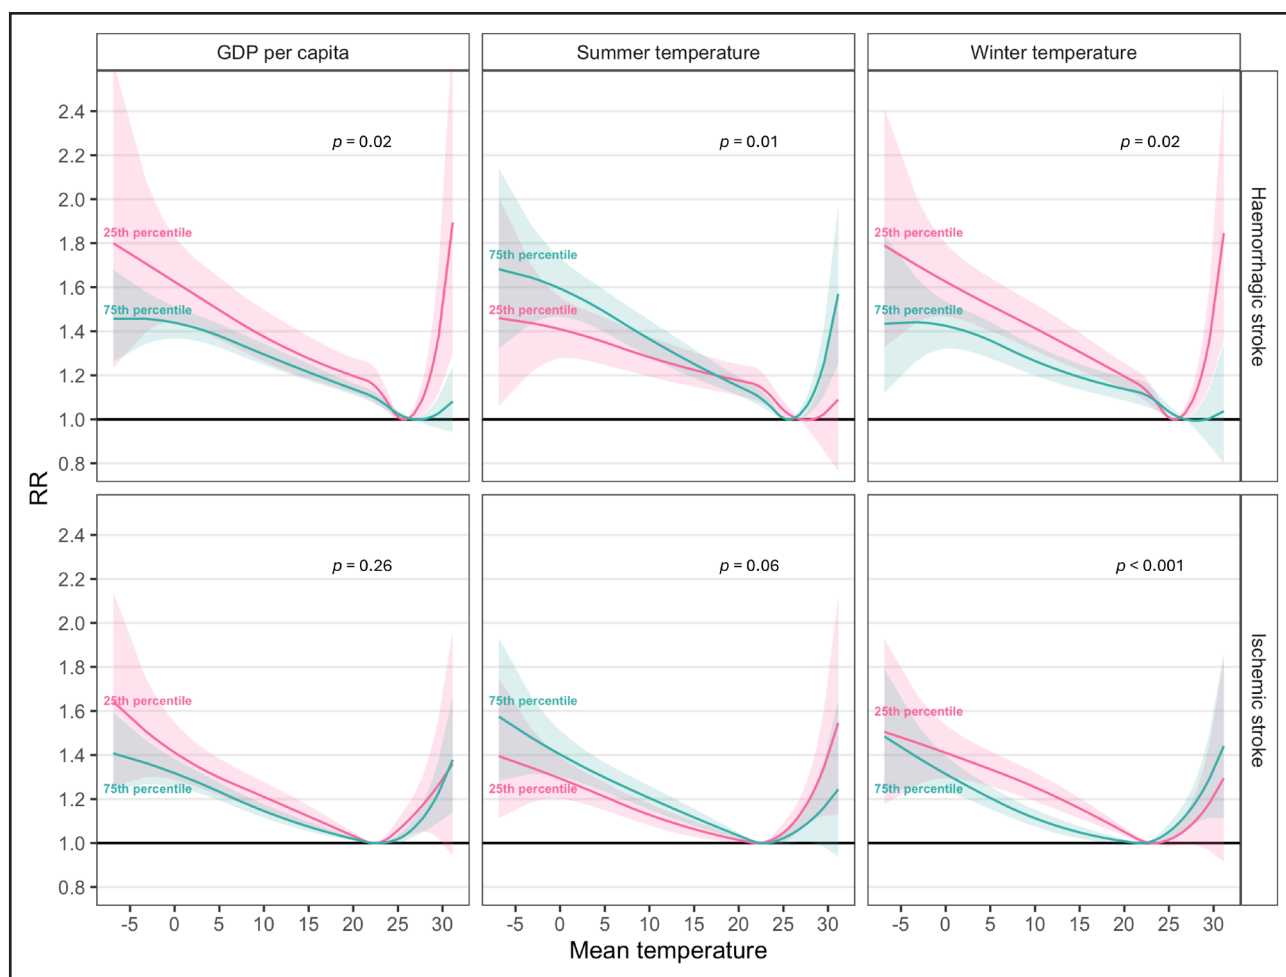 GDP per capita
Summer temperature
Winter temperature
2.4
2.2
2.0
1.8
1.6
1.4
1.2
1.0
0.8
p = 0.02
25th percentile
75th percentile
p = 0.01
75th percentile
25th percentile
p = 0.02
25th percentile
75th percentile
Haemorrhagic stroke
RR
2.4
2.2
2.0
1.8
1.6
1.4
1.2
1.0
0.8
p = 0.26
25th percentile
75th percentile
p = 0.06
75th percentile
25th percentile
p < 0.001
25th percentile
75th percentile
Ischemic stroke
-5 0 5 10 15 20 25 30
-5 0 5 10 15 20 25 30
-5 0 5 10 15 20 25 30
Mean temperature